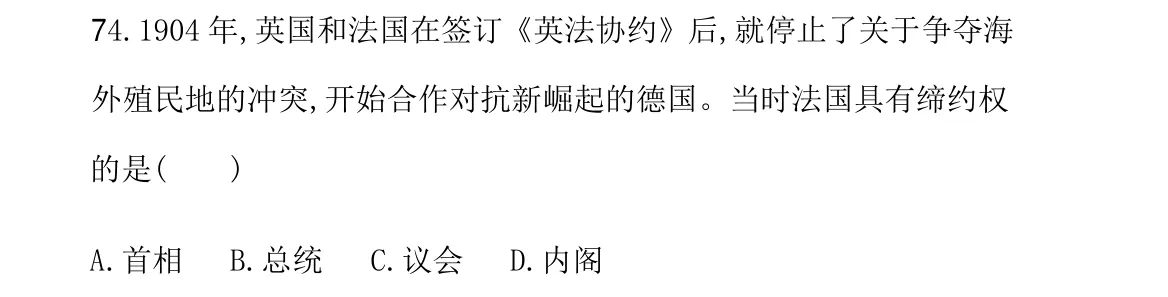 74.1904 年,英国和法国在签订《英法协约》后,就停止了关于争夺海
外殖民地的冲突,开始合作对抗新崛起的德国。当时法国具有缔约权
的是(　　)
A.首相　B.总统　C.议会　D.内阁